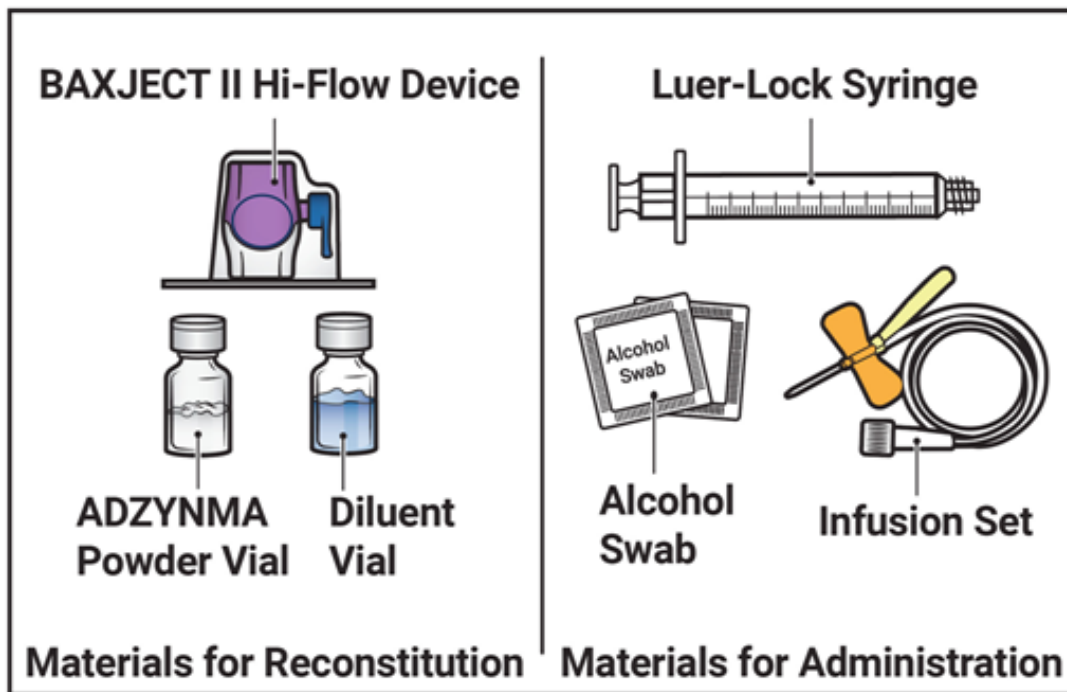 BAXJECT II Hi-Flow Device
ADZYNMA
Powder Vial
Diluent
Vial
Materials for Reconstitution
Luer-Lock Syringe
Alcohol
Swab
Alcohol
Swab
Infusion Set
Materials for Administration